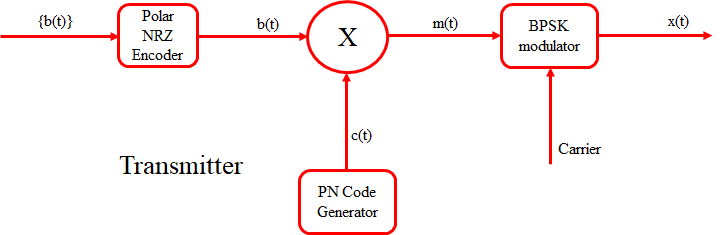 {b(t)}
Polar
NRZ
Encoder
b(t)
X
m(t)
BPSK
modulator
x(t)
c(t)
Carrier
Transmitter
PN Code
Generator